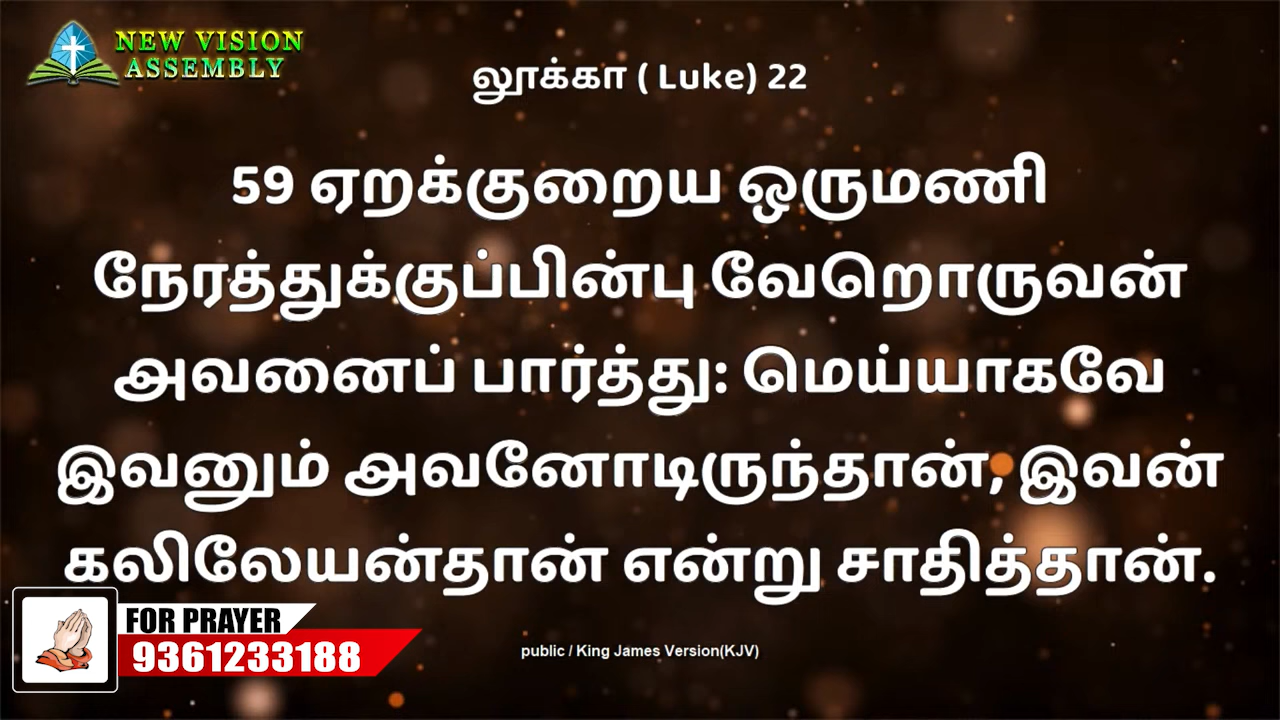 NEW VISION
ASSEMBLY
லூக்கா ( Luke) 22
59 ஏறக்குறைய ஒருமணி
நேரத்துக்குப்பின்பு வேறொருவன்
அவனைப் பார்த்து: மெய்யாகவே
இவனும் அவனோடிருந்தான், இவன்
கலிலேயன்தான் என்று சாதித்தான்.
FOR PRAYER
9361233188
public / King James Version(KJV)